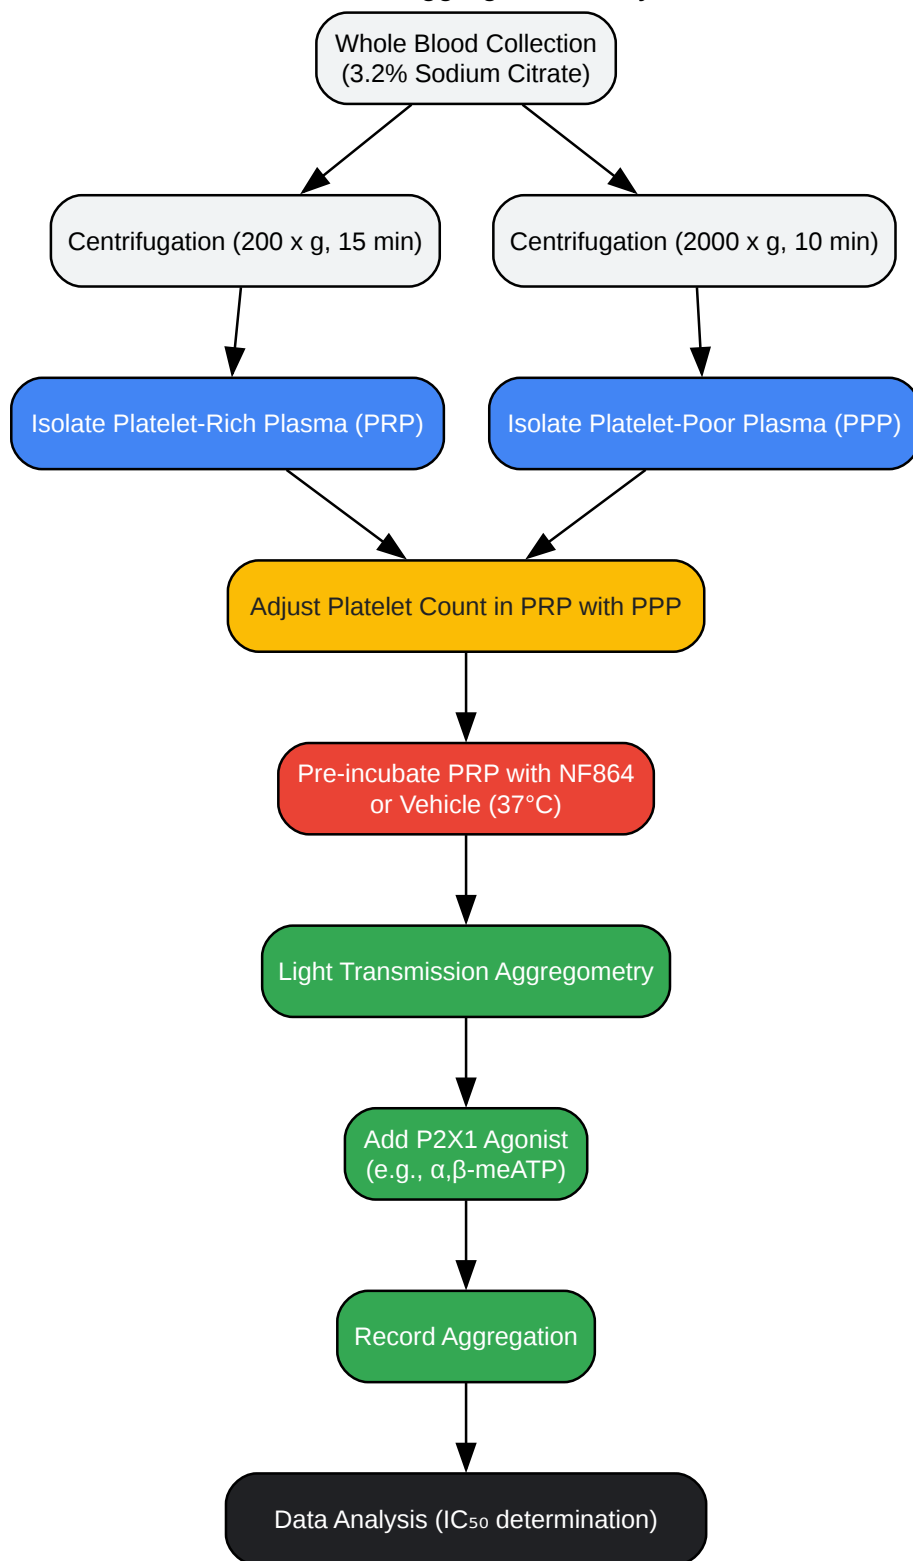 Whole Blood Collection
(3.2% Sodium Citrate)
Centrifugation (200 x g, 15 min)
Centrifugation (2000 x g, 10 min)
Isolate Platelet-Rich Plasma (PRP)
Isolate Platelet-Poor Plasma (PPP)
Adjust Platelet Count in PRP with PPP
Pre-incubate PRP with NF864
or Vehicle (37°C)
Light Transmission Aggregometry
Add P2X1 Agonist
(e.g., α,β-meATP)
Record Aggregation
Data Analysis (IC₅₀ determination)